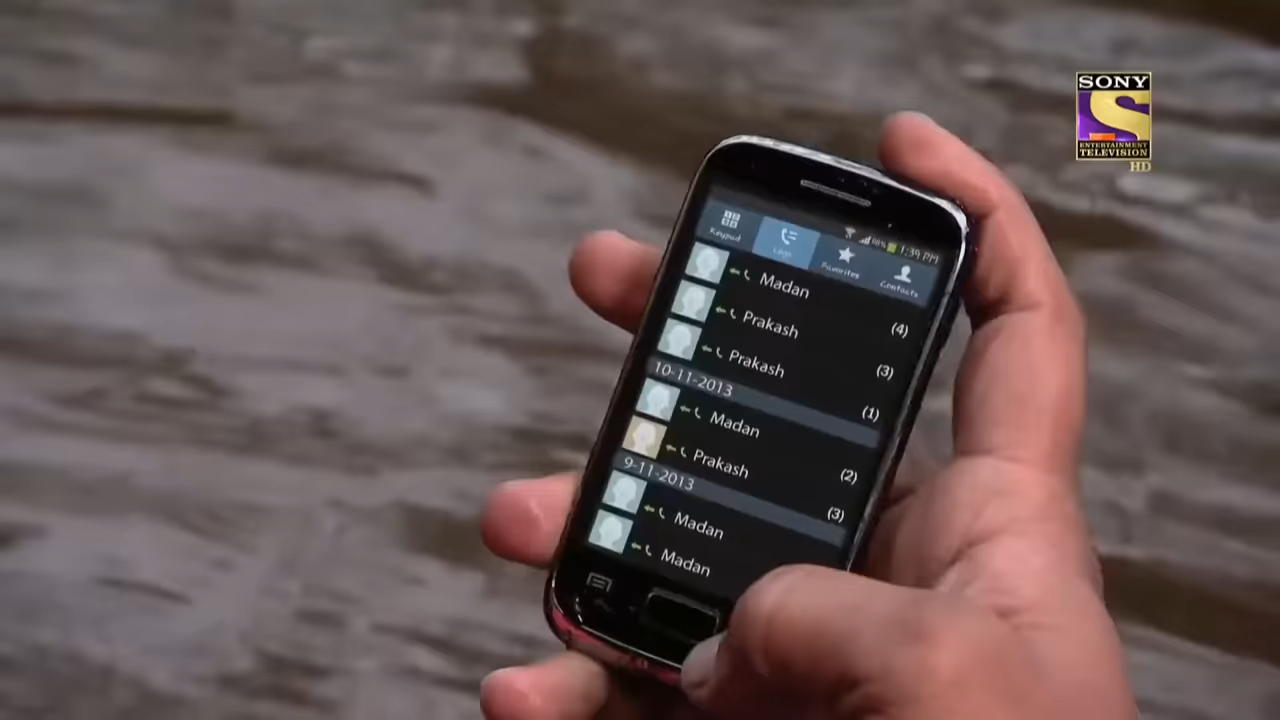 SONY
ENTERTAINMENT
TELEVISION
HD
98% 1:39 PM
Keypad Logs Favorites Contacts
Madan
(4)
Prakash
(3)
Prakash
(1)
10-11-2013
Madan
(2)
Prakash
(3)
9-11-2013
Madan
Madan